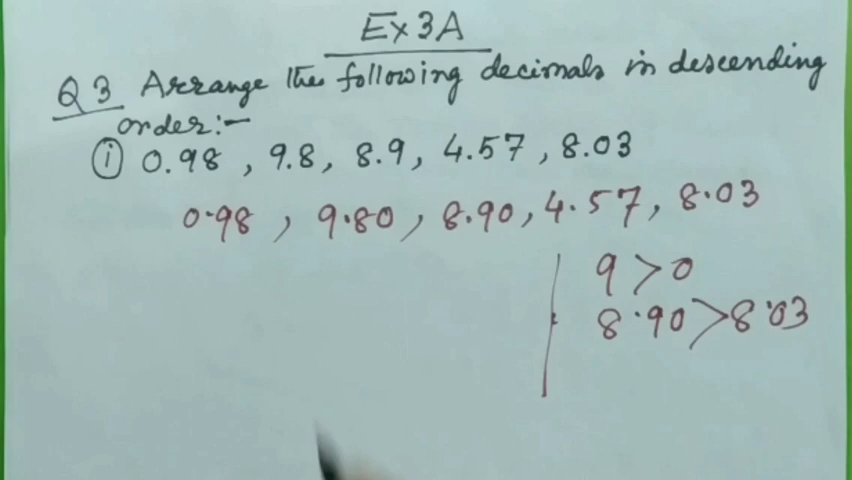 Ex 3A
Q 3 Arrange the following decimals in descending
order:-
(i) 0.98 , 9.8, 8.9, 4.57, 8.03
0.98 , 9.80, 8.90, 4.57, 8.03
9 > 0
8.90 > 8.03